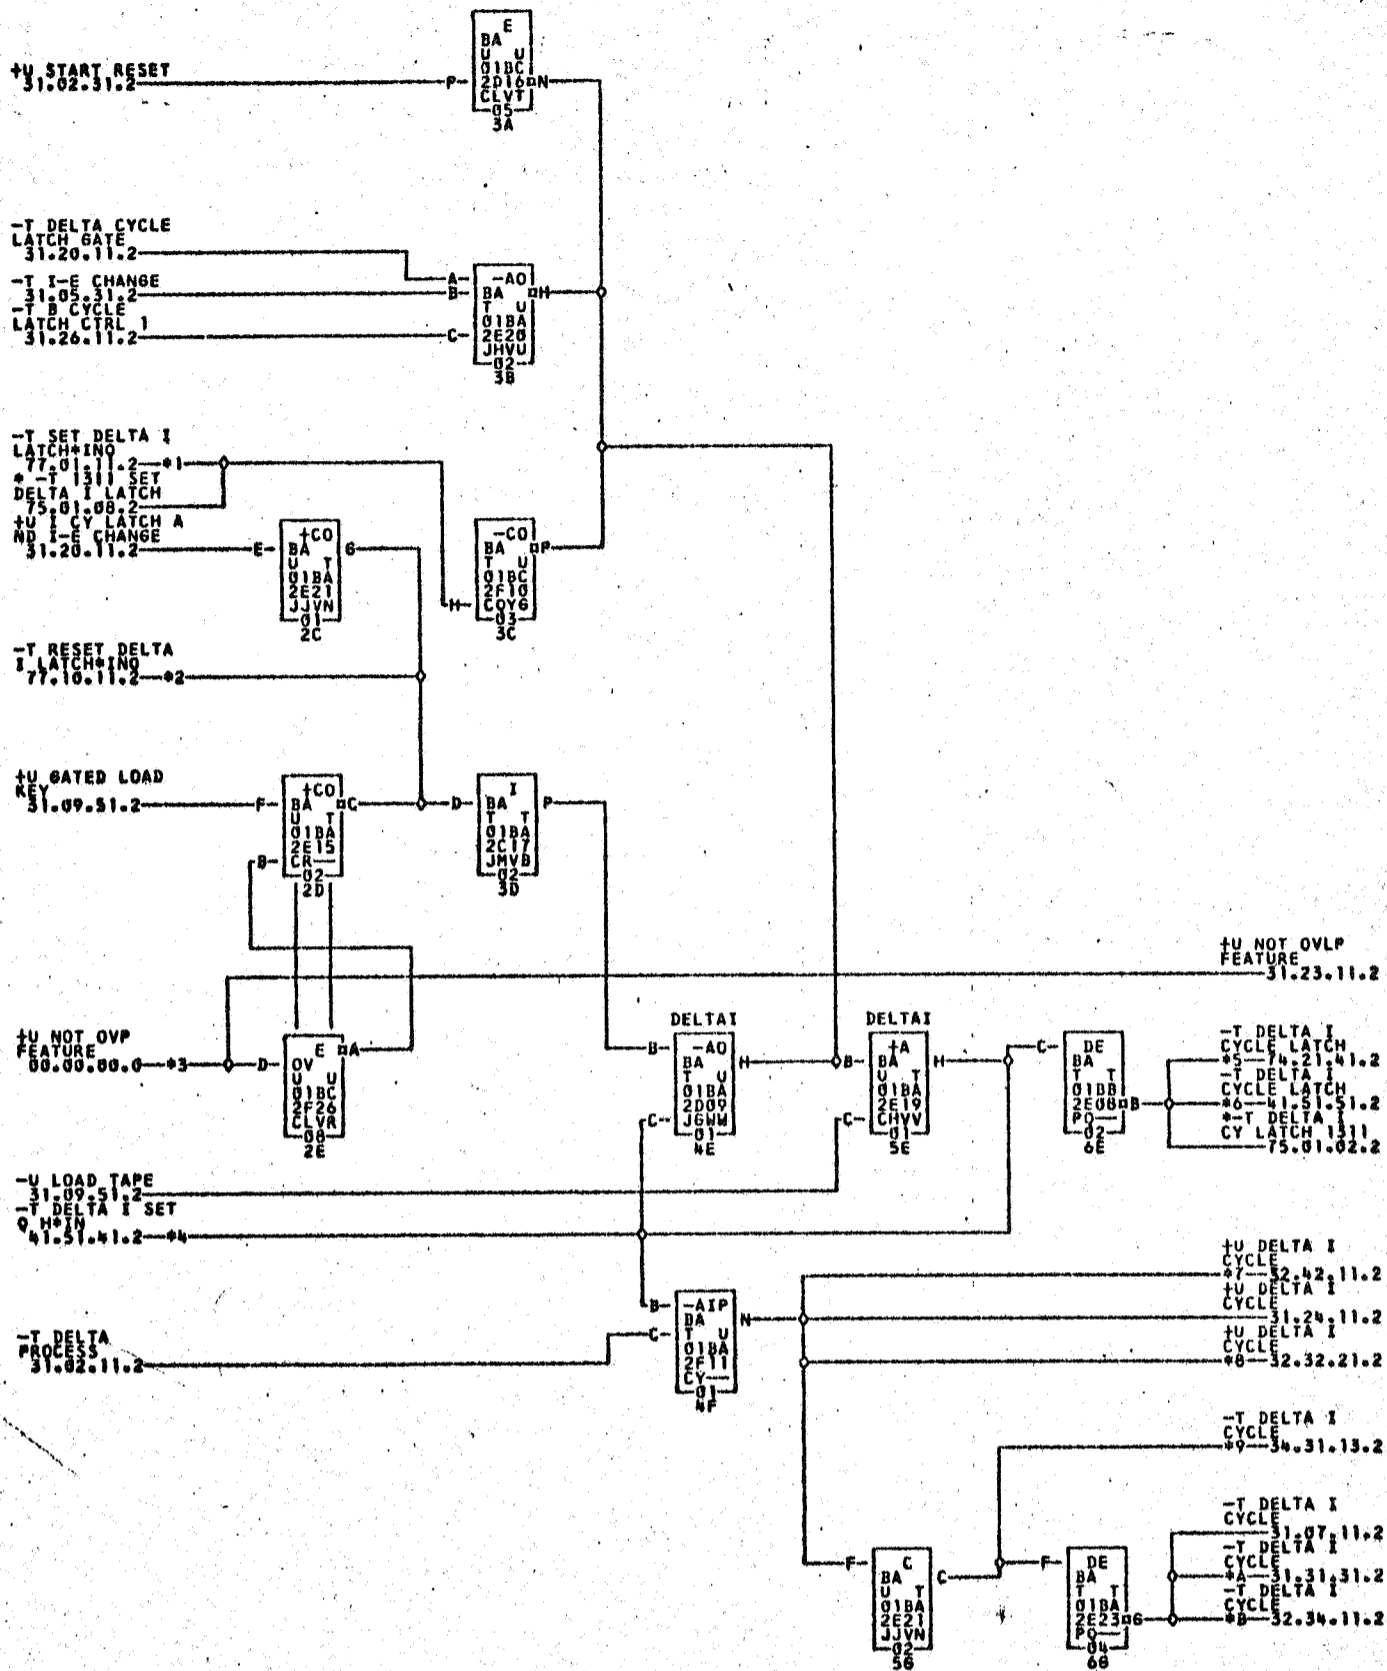 E
BA
U U
+U START RESET
01BC
31.02.31.2 P 2D16 N
CLVT
05
3A
-T DELTA CYCLE
LATCH GATE
31.20.11.2
-T I-E CHANGE
31.05.31.2
-T B CYCLE
LATCH CTRL 1
31.26.11.2
A -AO
B BA H
T U
01BA
C 2E20
JHVU
02
3B
-T SET DELTA I
LATCH*INO
77.01.11.2 *1
* -T 1311 SET
DELTA I LATCH
75.01.08.2
+U I CY LATCH A
ND I-E CHANGE
31.20.11.2
+CO
E BA G
U T
01BA
2E21
JJVN
01
2C
-CO
BA P
T U
01BC
2F10
H CQYG
03
3C
-T RESET DELTA
I LATCH*INO
77.10.11.2 *2
+U GATED LOAD
KEY
31.09.51.2
+CO
F BA C
U T
01BA
2E15
B CR
02
2D
I
D BA P
T T
01BA
2C17
JMVB
02
3D
+U NOT OVLP
FEATURE
31.23.11.2
+U NOT OVP
FEATURE
00.00.00.0 *3
E A
D OV
U U
01BC
2F26
CLVR
08
2E
DELTAI
-AO
B BA H
T U
01BA
2D09
C JGWW
01
4E
DELTAI
+A
B BA H
U T
01BA
2E19
C CHYV
01
5E
C DE
BA
T T
01BB
2E08 B
PQ
02
6E
-T DELTA I
CYCLE LATCH
*5 74.21.41.2
-T DELTA I
CYCLE LATCH
*6 41.51.51.2
*-T DELTA I
CY LATCH 1311
75.01.02.2
-U LOAD TAPE
31.09.51.2
-T DELTA I SET
O H*IN
41.51.41.2 *4
-T DELTA
PROCESS
31.02.11.2
B -AIP
BA N
C T U
01BA
2F11
CY
01
4F
+U DELTA I
CYCLE
*7 32.42.11.2
+U DELTA I
CYCLE
31.24.11.2
+U DELTA I
CYCLE
*8 32.32.21.2
-T DELTA I
CYCLE
*9 34.31.13.2
F C
BA C
U T
01BA
2E21
JJVN
02
5G
F DE
BA
T T
01BA
2E23 G
PQ
04
6G
-T DELTA I
CYCLE
31.07.11.2
-T DELTA I
CYCLE
*A 31.31.31.2
-T DELTA I
CYCLE
*B 32.34.11.2